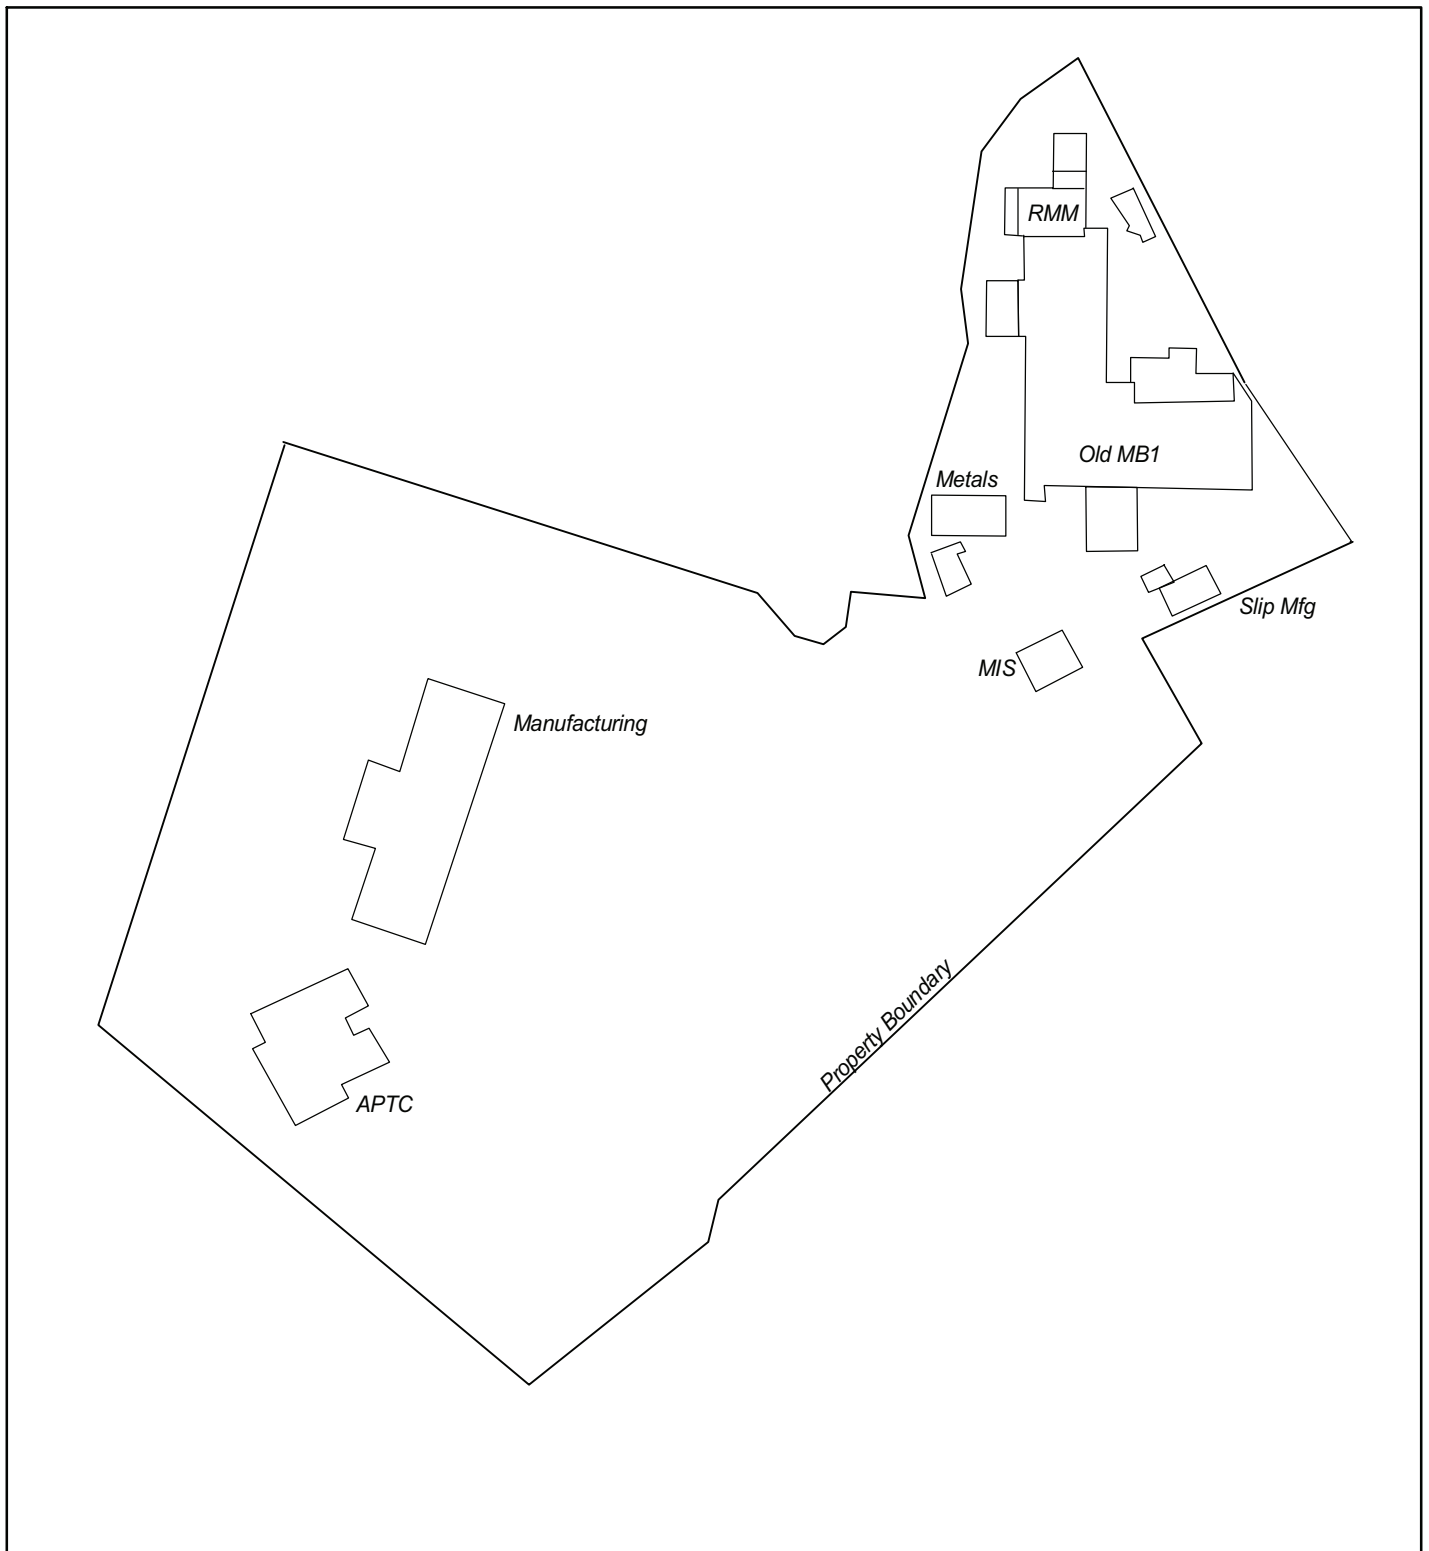 RMM
Old MB1
Metals
Slip Mfg
MIS
Manufacturing
Property Boundary
APTC